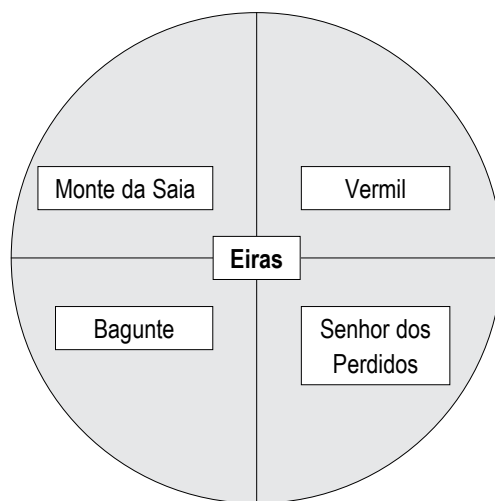 Monte da Saia
Vermil
Eiras
Bagunte
Senhor dos
Perdidos